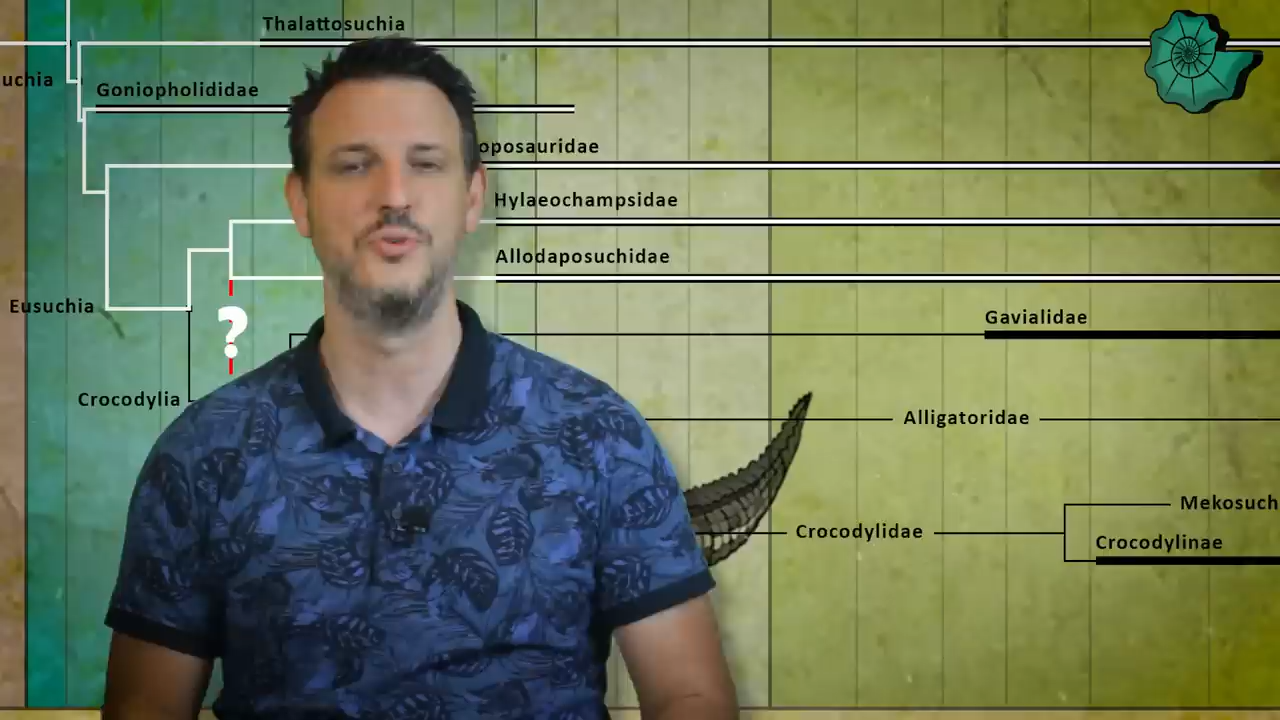 Thalattosuchia
uchia
Goniopholididae
oposauridae
Hylaeochampsidae
Allodaposuchidae
Eusuchia
?
Gavialidae
Crocodylia
Alligatoridae
Mekosuch
Crocodylidae
Crocodylinae